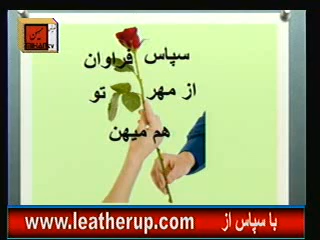 سپاس فراوان
از مهر تو
هم میهن
با سپاس از www.leatherup.com